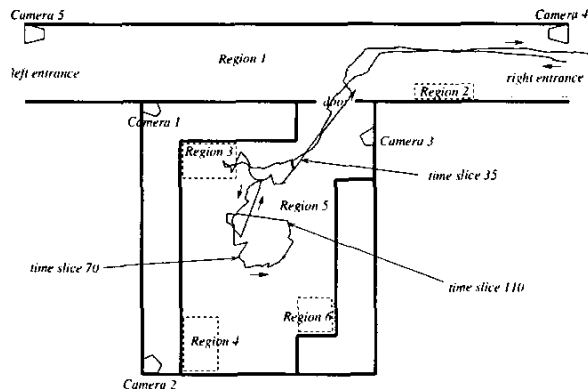 Camera 5
Camera 4
Region 1
left entrance
right entrance
Region 2
door
Camera 1
Camera 3
Region 3
time slice 35
Region 5
time slice 70
time slice 110
Region 6
Region 4
Camera 2